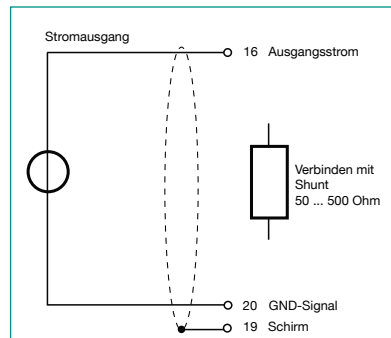 Stromausgang
16 Ausgangsstrom
Verbinden mit
Shunt
50 ... 500 Ohm
20 GND-Signal
19 Schirm